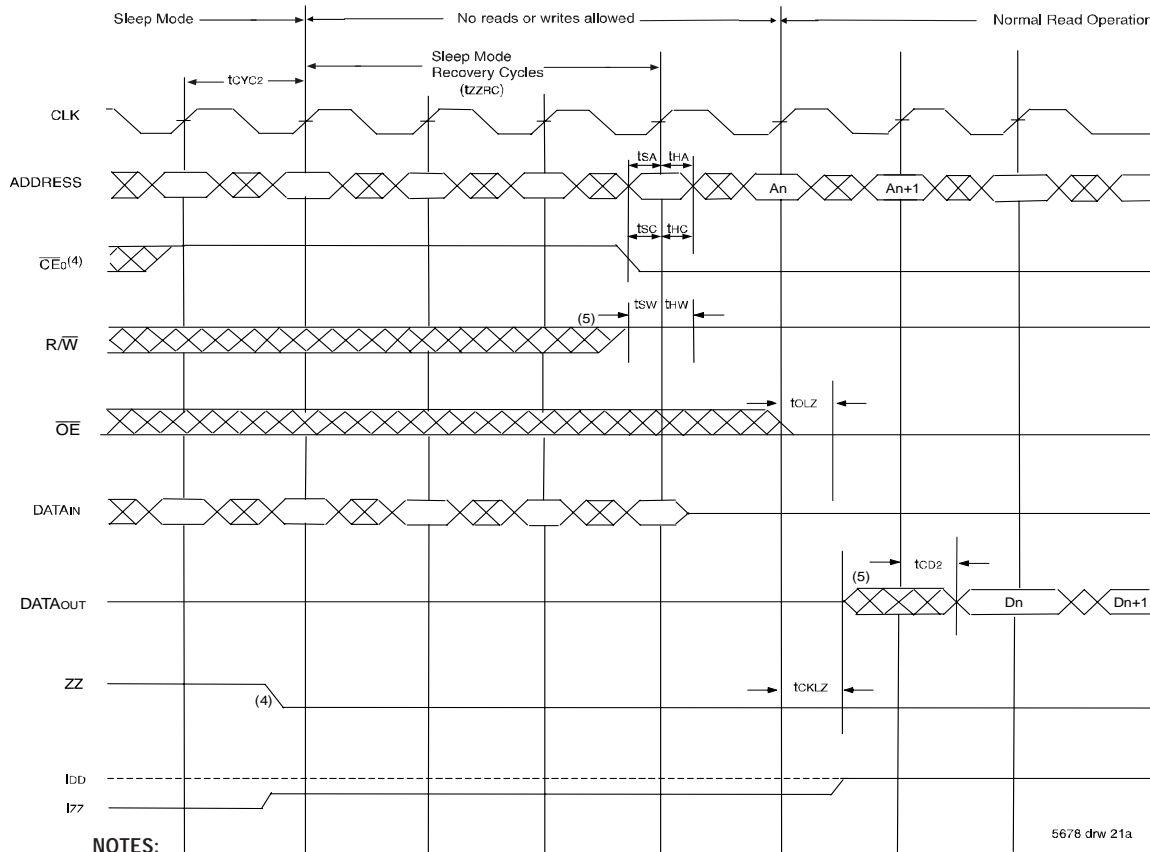 Sleep Mode No reads or writes allowed Normal Read Operation
Sleep Mode
Recovery Cycles
(tZZRC)
tCYC2
CLK
tSA tHA
ADDRESS An An+1
tSC tHC
CE0(4)
tSW tHW
(5)
R/W
tOLZ
OE
DATAIN
tCD2
(5)
DATAOUT Dn Dn+1
ZZ
(4)
tCKLZ
IDD
IZZ
5678 drw 21a
NOTES: